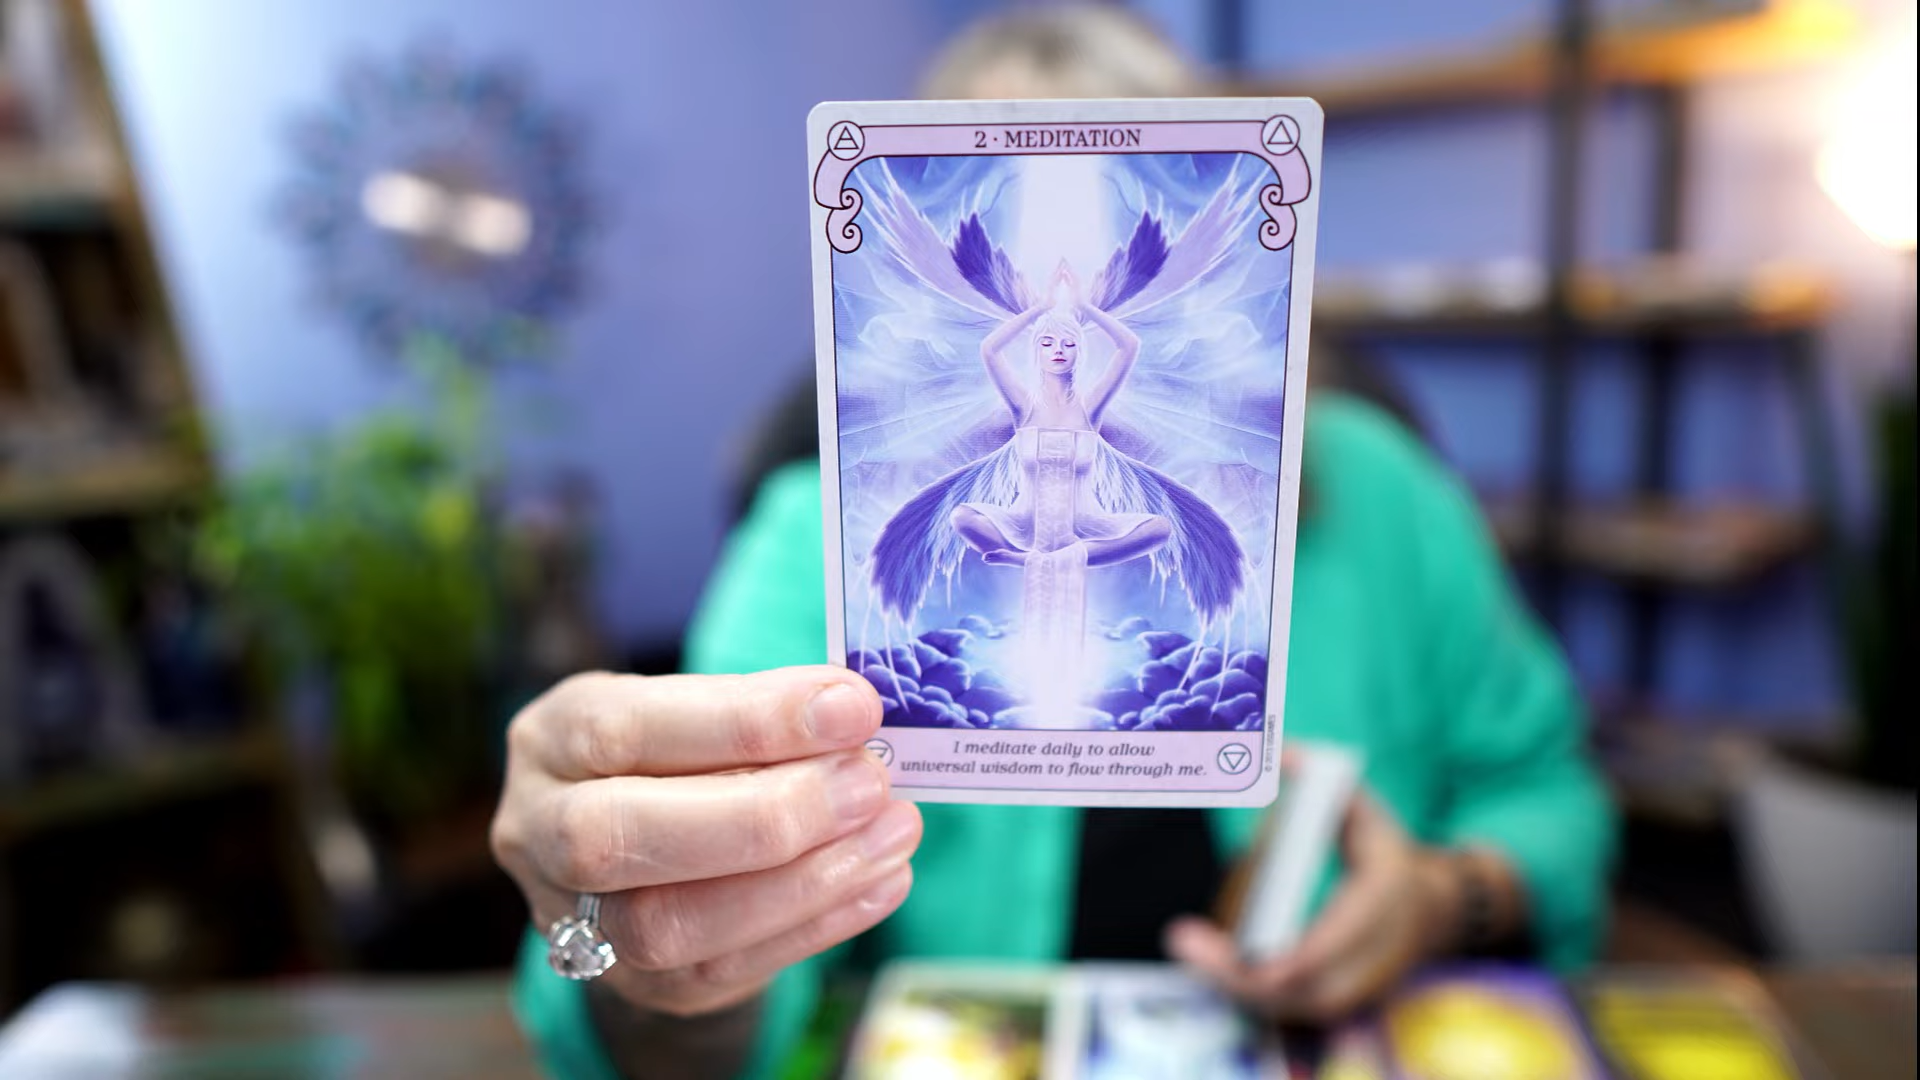 2 · MEDITATION
I meditate daily to allow
universal wisdom to flow through me.